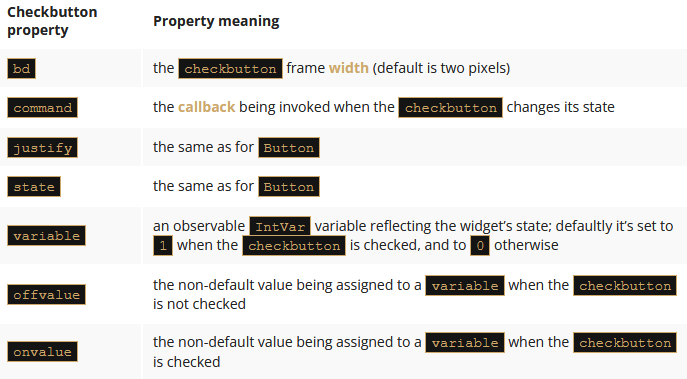 Checkbutton property Property meaning
bd the checkbutton frame width (default is two pixels)
command the callback being invoked when the checkbutton changes its state
justify the same as for Button
state the same as for Button
variable an observable IntVar variable reflecting the widget's state; defaultly it's set to
1 when the checkbutton is checked, and to 0 otherwise
offvalue the non-default value being assigned to a variable when the checkbutton
is not checked
onvalue the non-default value being assigned to a variable when the checkbutton
is checked